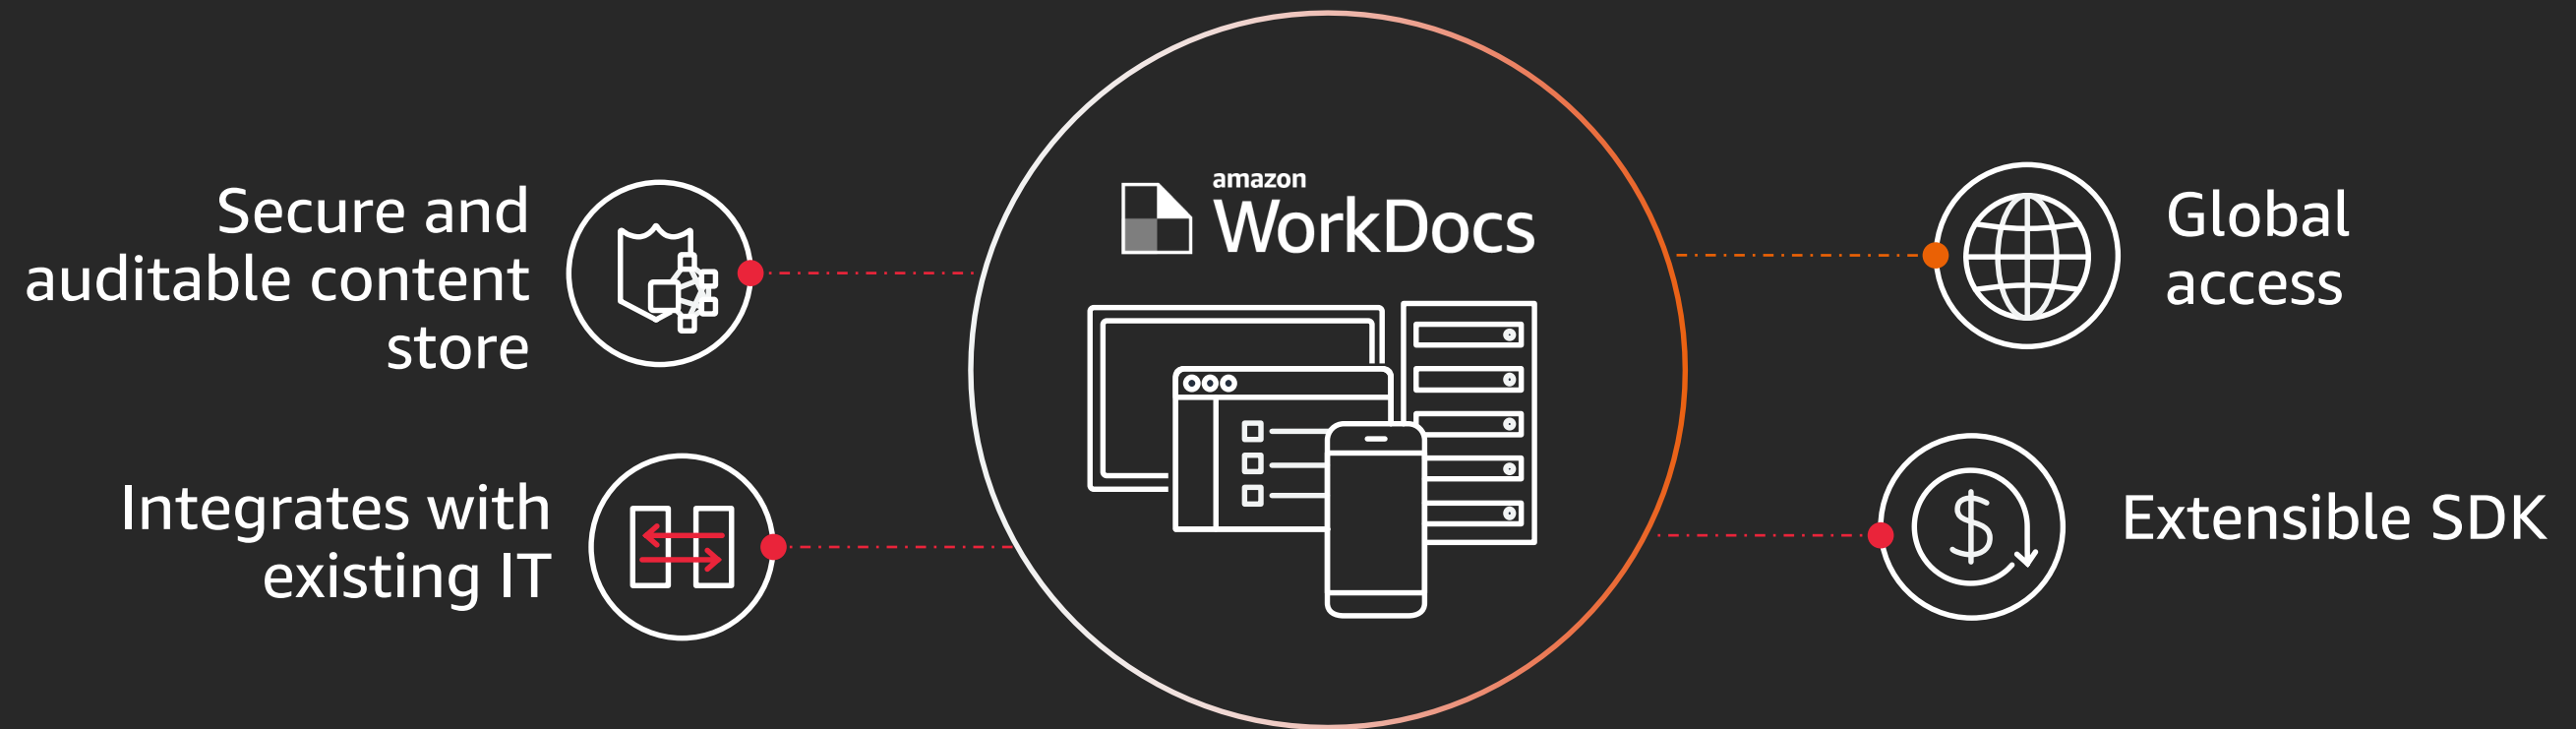 Secure and
auditable content
store
Integrates with
existing IT
amazon
WorkDocs
Global
access
Extensible SDK